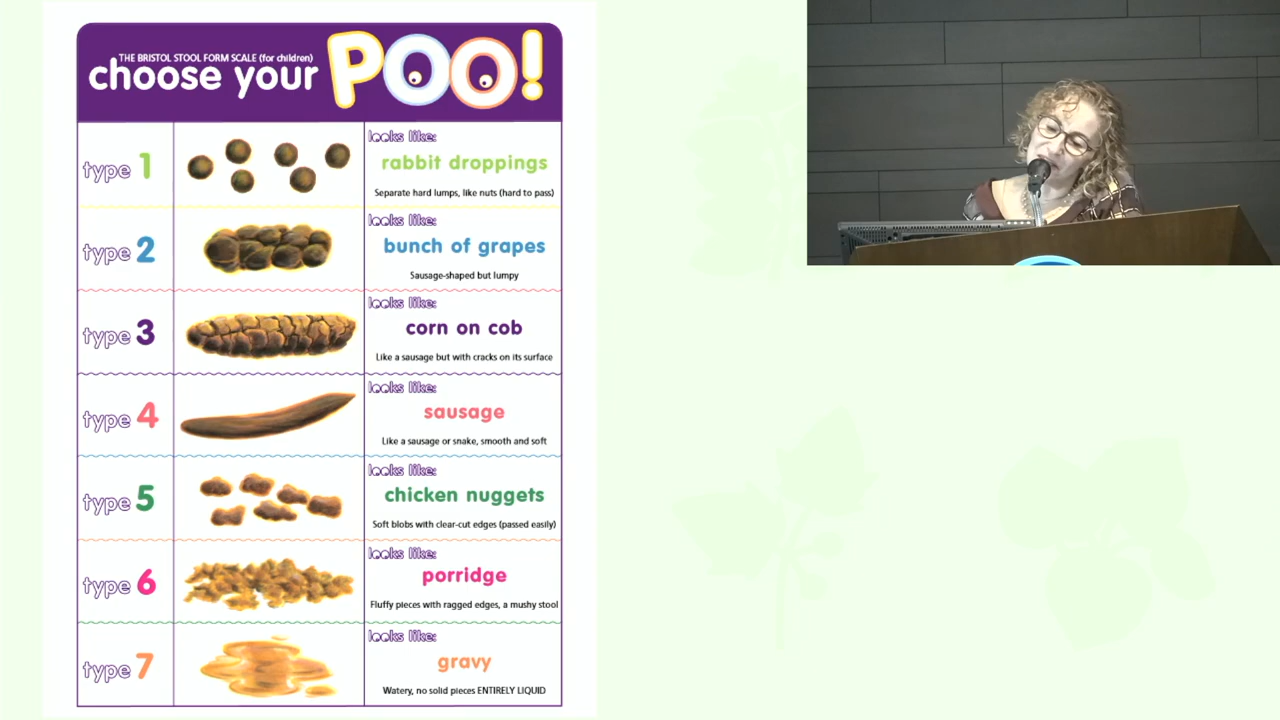 THE BRISTOL STOOL FORM SCALE (for children)
choose your POO!
type 1
looks like:
rabbit droppings
Separate hard lumps, like nuts (hard to pass)
type 2
looks like:
bunch of grapes
Sausage-shaped but lumpy
type 3
looks like:
corn on cob
Like a sausage but with cracks on its surface
type 4
looks like:
sausage
Like a sausage or snake, smooth and soft
type 5
looks like:
chicken nuggets
Soft blobs with clear-cut edges (passed easily)
type 6
looks like:
porridge
Fluffy pieces with ragged edges, a mushy stool
type 7
looks like:
gravy
Watery, no solid pieces ENTIRELY LIQUID